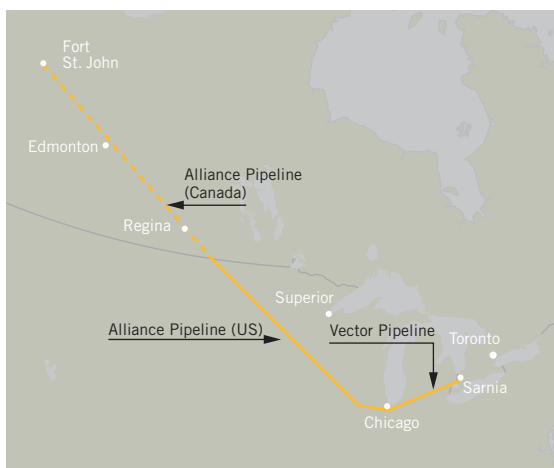 Fort
St. John
Edmonton
Alliance Pipeline
(Canada)
Regina
Superior
Alliance Pipeline (US)
Vector Pipeline
Toronto
Sarnia
Chicago